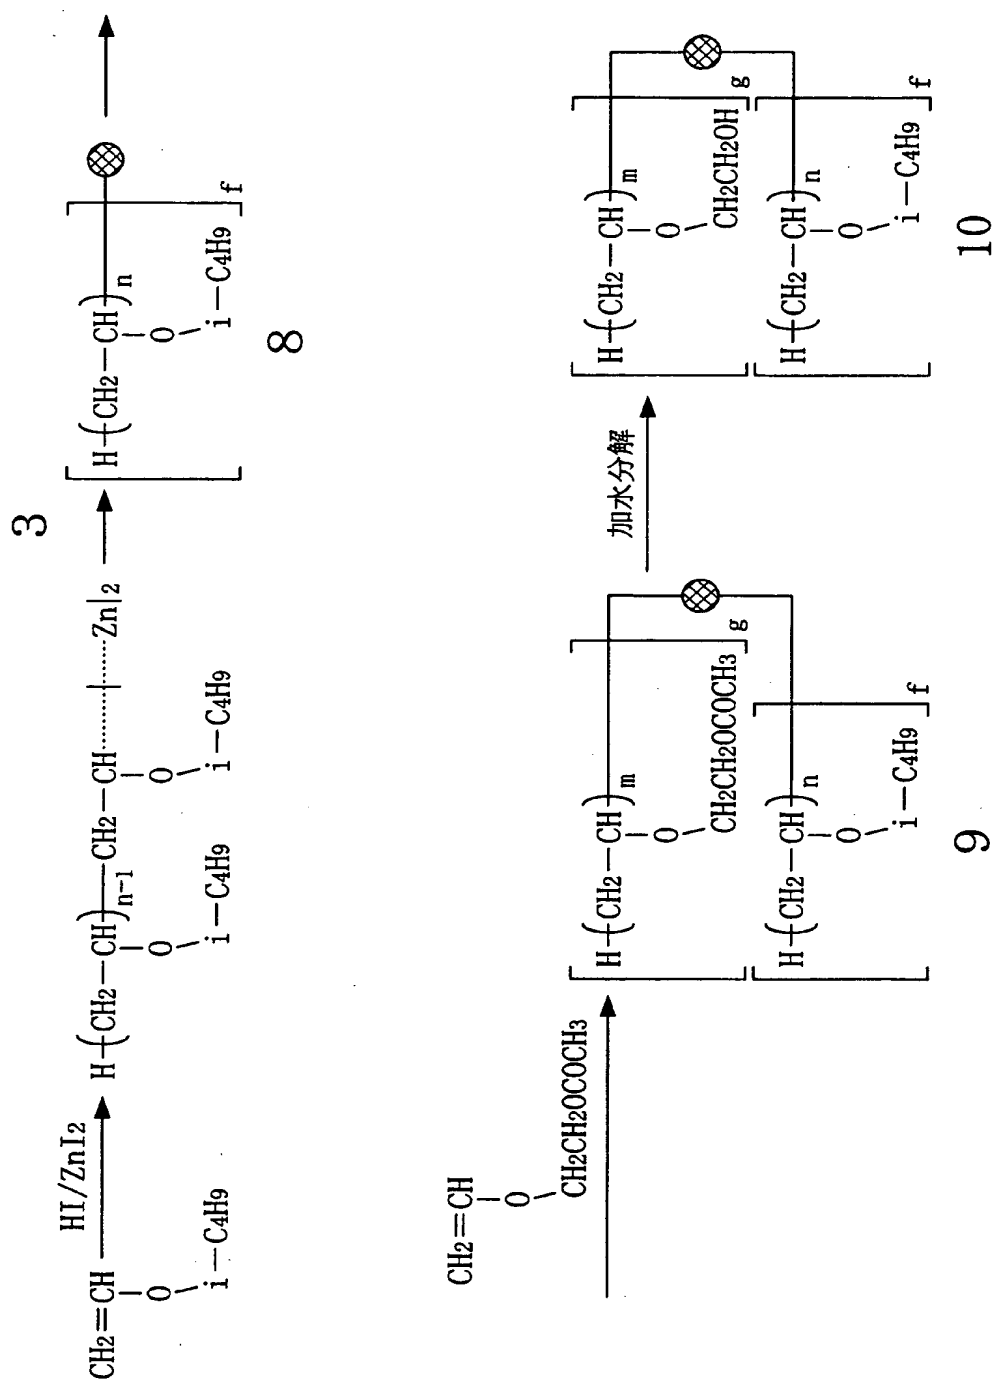 CH2=CH
O
i-C4H9
HI/ZnI2
H-(CH2-CH)n-1-CH2-CH……I……ZnI2
O
i-C4H9
O
i-C4H9
3
[H-(CH2-CH)n]f
O
i-C4H9
8
CH2=CH
O
CH2CH2OCOCH3
[H-(CH2-CH)m]g
O
CH2CH2OCOCH3
[H-(CH2-CH)n]f
O
i-C4H9
9
加水分解
[H-(CH2-CH)m]g
O
CH2CH2OH
[H-(CH2-CH)n]f
O
i-C4H9
10